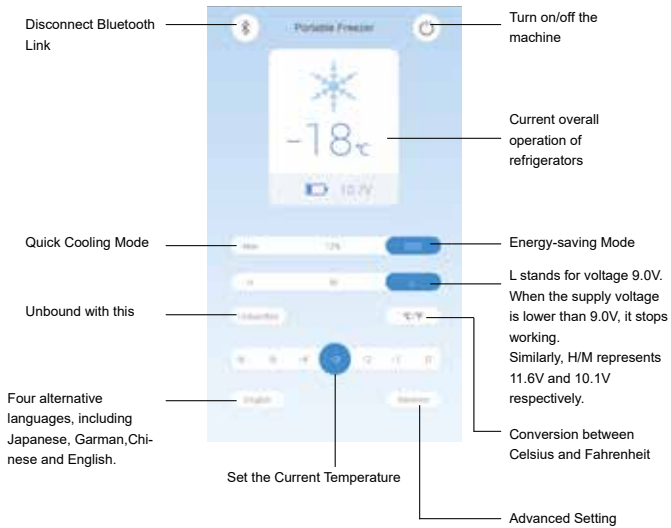 Disconnect Bluetooth
Link
Portable Freezer
Turn on/off the
machine
-18℃
Current overall
operation of
refrigerators
10.7V
Quick Cooling Mode
Max
Energy-saving Mode
H
M
L
L stands for voltage 9.0V.
When the supply voltage
is lower than 9.0V, it stops
working.
Similarly, H/M represents
11.6V and 10.1V
respectively.
Unbound with this
℃/℉
Four alternative
languages, including
Japanese, Garman,Chi-
nese and English.
English
Set the Current Temperature
Conversion between
Celsius and Fahrenheit
Advanced Setting